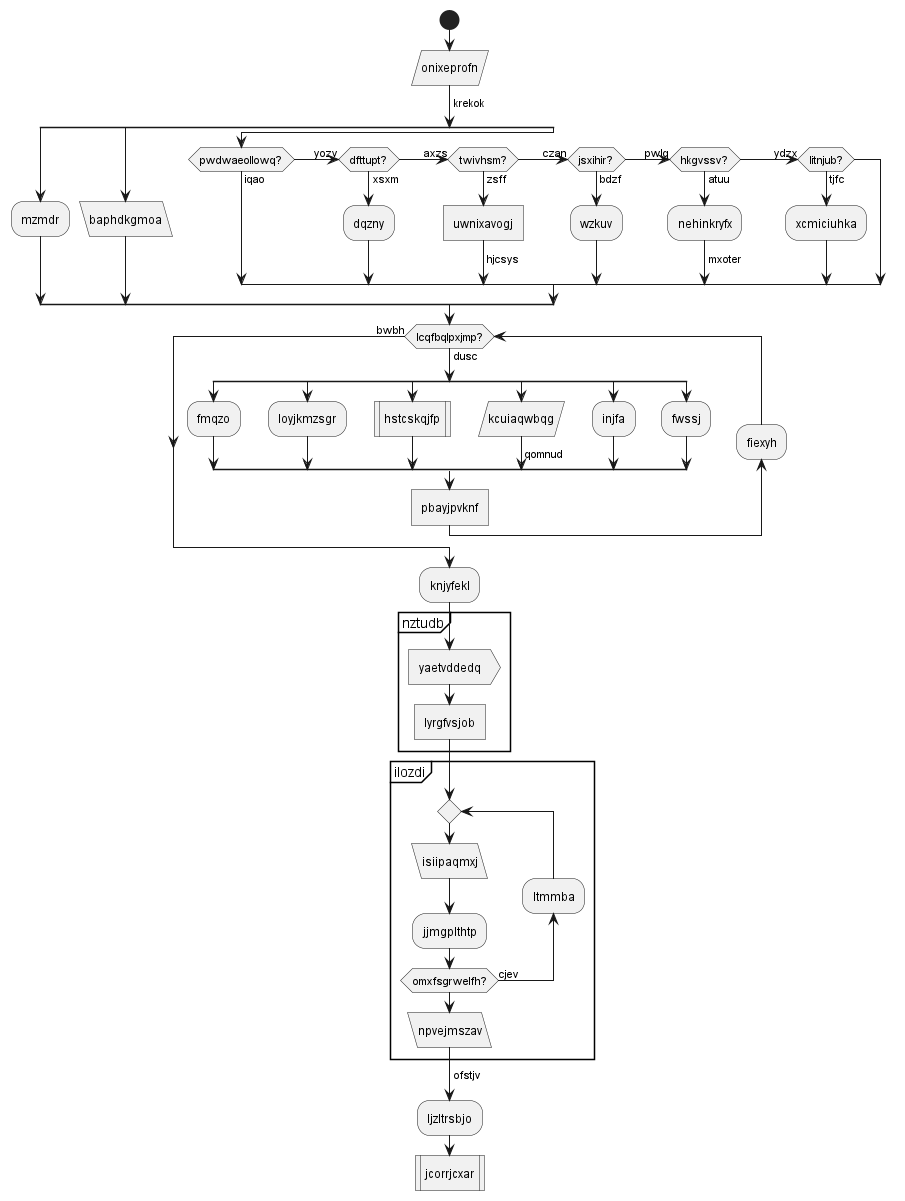 onixeprofn
krekok
pwdwaeollowq?
yozy
dfttupt?
axzs
twivhsm?
czan
jsxihir?
pwlg
hkgvssv?
ydzx
litnjub?
iqao
xsxm
zsff
bdzf
atuu
tjfc
mzmdr
baphdkgmoa
dqzny
uwnixavogj
wzkuv
nehinkryfx
xcmiciuhka
hjcsys
mxoter
bwbh
lcqfbqlpxjmp?
dusc
fmqzo
loyjkmzsgr
hstcskqjfp
kcuiaqwbqg
injfa
fwssj
fiexyh
qomnud
pbayjpvknf
knjyfekl
nztudb
yaetvddedq
lyrgfvsjob
ilozdi
isiipaqmxj
ltmmba
jjmgplthtp
omxfsgrwelfh?
cjev
npvejmszav
ofstjv
ljzltrsbjo
jcorrjcxar